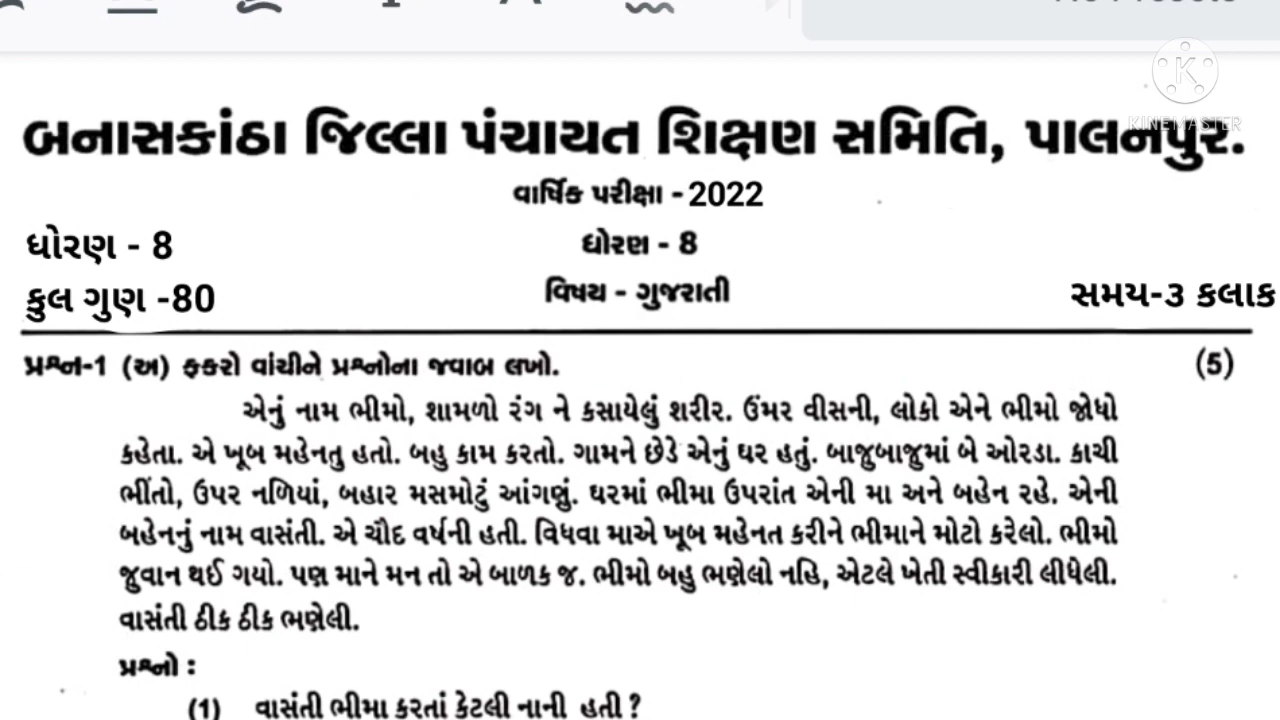 KINEMASTER
બનાસકાંઠા જિલ્લા પંચાયત શિક્ષણ સમિતિ, પાલનપુર.
વાર્ષિક પરીક્ષા - 2022
ધોરણ - 8 ધોરણ - 8
કુલ ગુણ -80 વિષય - ગુજરાતી સમય-૩ કલાક
પ્રશ્ન-1 (અ) ફકરો વાંચીને પ્રશ્નોના જવાબ લખો. (5)
એનું નામ ભીમો, શામળો રંગ ને કસાયેલું શરીર. ઉંમર વીસની, લોકો એને ભીમો જોધો
કહેતા. એ ખૂબ મહેનતુ હતો. બહુ કામ કરતો. ગામને છેડે એનું ઘર હતું. બાજુબાજુમાં બે ઓરડા. કાચી
ભીંતો, ઉપર નળિયાં, બહાર મસમોટું આંગણું. ઘરમાં ભીમા ઉપરાંત એની મા અને બહેન રહે. એની
બહેનનું નામ વાસંતી. એ ચૌદ વર્ષની હતી. વિધવા માએ ખૂબ મહેનત કરીને ભીમાને મોટો કરેલો. ભીમો
જુવાન થઈ ગયો. પણ માને મન તો એ બાળક જ. ભીમો બહુ ભણેલો નહિ, એટલે ખેતી સ્વીકારી લીધેલી.
વાસંતી ઠીક ઠીક ભણેલી.
પ્રશ્નો :
(1) વાસંતી ભીમા કરતાં કેટલી નાની હતી ?